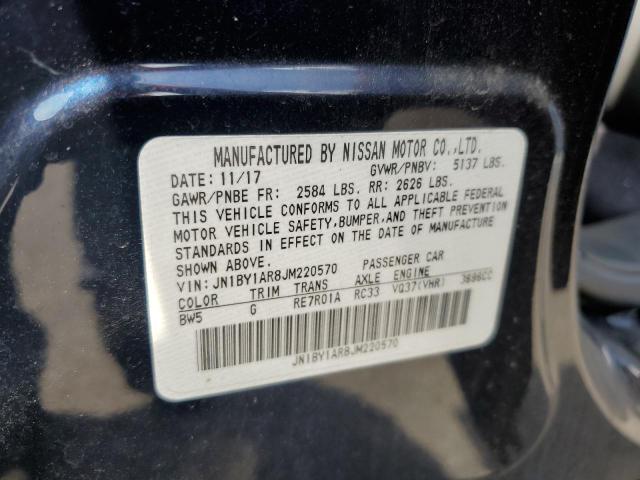 MANUFACTURED BY NISSAN MOTOR CO.,LTD.
DATE: 11/17 GVWR/PNBV: 5137 LBS.
GAWR/PNBE FR: 2584 LBS. RR: 2626 LBS.
THIS VEHICLE CONFORMS TO ALL APPLICABLE FEDERAL
MOTOR VEHICLE SAFETY,BUMPER,AND THEFT PREVENTION
STANDARDS IN EFFECT ON THE DATE OF MANUFACTURE
SHOWN ABOVE.
VIN: JN1BY1AR8JM220570 PASSENGER CAR
COLOR TRIM TRANS AXLE ENGINE
BW5 G RE7R01A RC33 VQ37(VHR) 3696CC
JN1BY1AR8JM220570